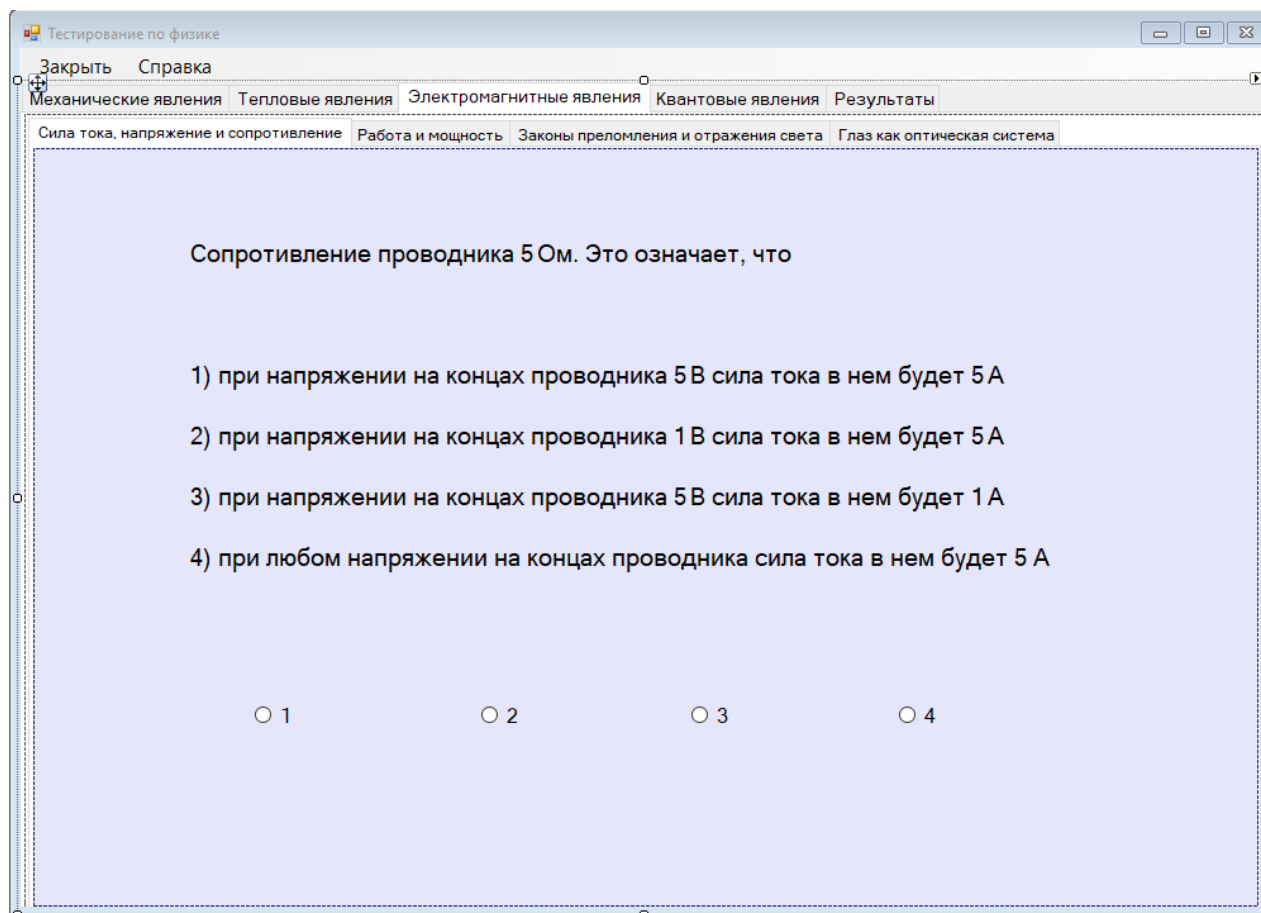 Тестирование по физике
Закрыть Справка
Механические явления Тепловые явления Электромагнитные явления Квантовые явления Результаты
Сила тока, напряжение и сопротивление Работа и мощность Законы преломления и отражения света Глаз как оптическая система
Сопротивление проводника 5 Ом. Это означает, что
1) при напряжении на концах проводника 5 В сила тока в нем будет 5 А
2) при напряжении на концах проводника 1 В сила тока в нем будет 5 А
3) при напряжении на концах проводника 5 В сила тока в нем будет 1 А
4) при любом напряжении на концах проводника сила тока в нем будет 5 А
1 2 3 4